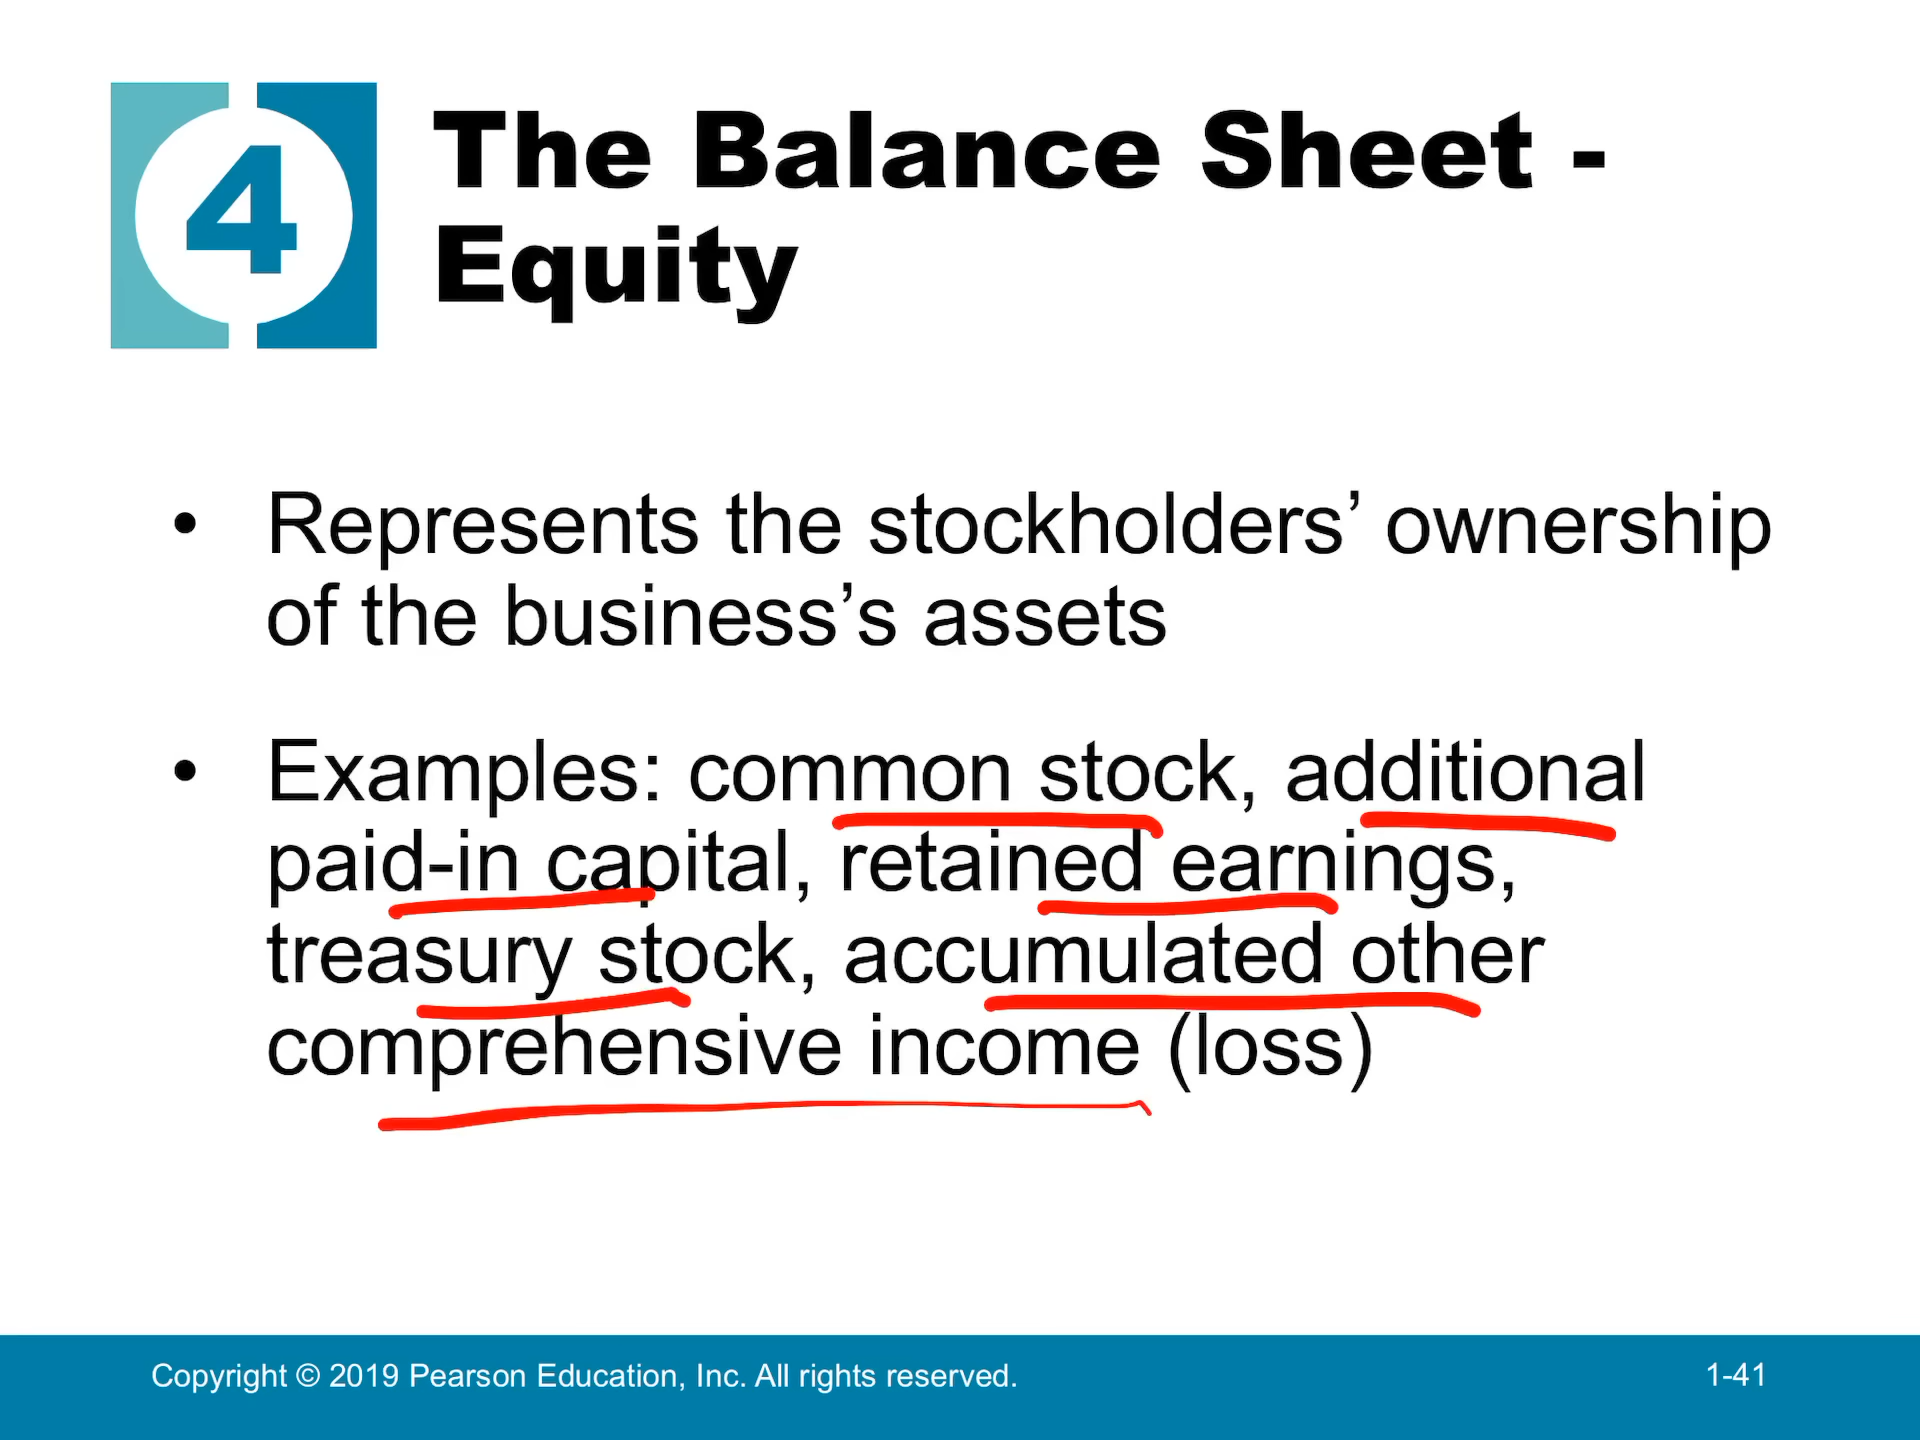 4
The Balance Sheet -
Equity
• Represents the stockholders’ ownership
of the business’s assets
• Examples: common stock, additional
paid-in capital, retained earnings,
treasury stock, accumulated other
comprehensive income (loss)
Copyright © 2019 Pearson Education, Inc. All rights reserved.
1-41